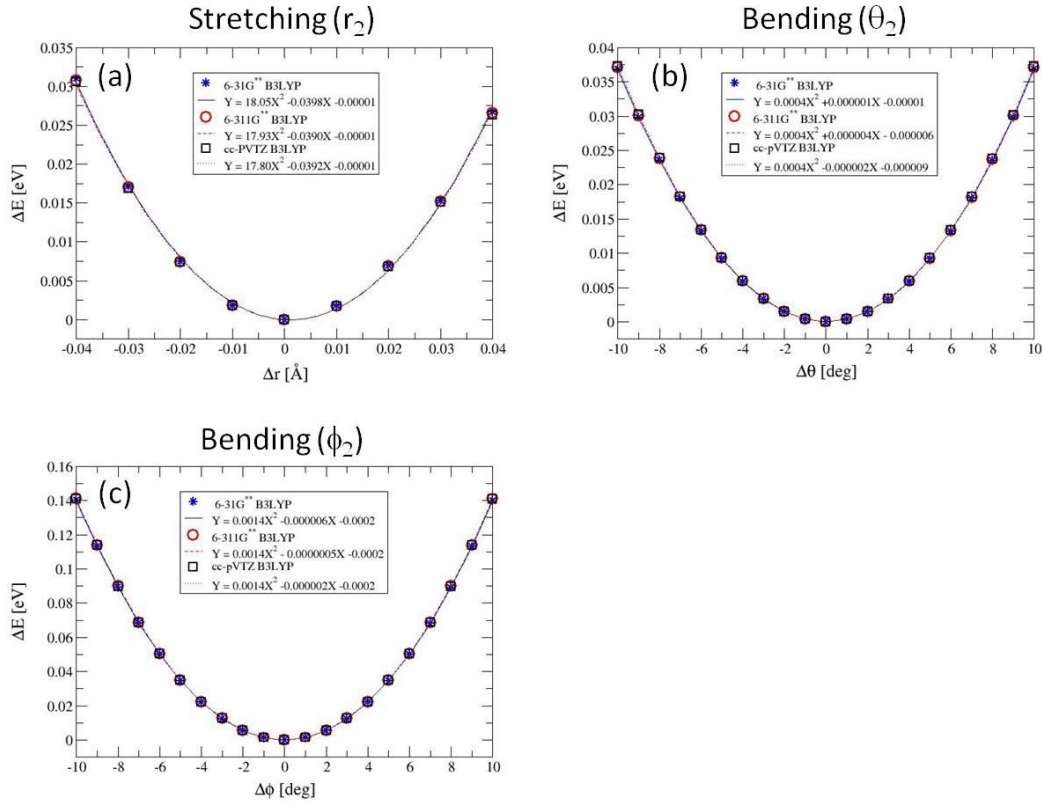 Stretching (r₂)
(a)
6-31G** B3LYP
Y = 18.05X² -0.0398X -0.00001
6-311G** B3LYP
Y = 17.93X² -0.0390X -0.00001
cc-PVTZ B3LYP
Y = 17.80X² -0.0392X -0.00001
0.035
0.03
0.025
0.02
0.015
0.01
0.005
0
ΔE [eV]
-0.04 -0.03 -0.02 -0.01 0 0.01 0.02 0.03 0.04
Δr [Å]
Bending (θ₂)
(b)
6-31G** B3LYP
Y = 0.0004X² +0.000001X -0.00001
6-311G** B3LYP
Y = 0.0004X² +0.000004X - 0.000006
cc-pVTZ B3LYP
Y = 0.0004X² -0.000002X -0.000009
0.04
0.035
0.03
0.025
0.02
0.015
0.01
0.005
0
ΔE [eV]
-10 -8 -6 -4 -2 0 2 4 6 8 10
Δθ [deg]
Bending (ϕ₂)
(c)
6-31G** B3LYP
Y = 0.0014X² -0.000006X -0.0002
6-311G** B3LYP
Y = 0.0014X² - 0.0000005X -0.0002
cc-pVTZ B3LYP
Y = 0.0014X² -0.000002X -0.0002
0.16
0.14
0.12
0.1
0.08
0.06
0.04
0.02
0
ΔE [eV]
-10 -8 -6 -4 -2 0 2 4 6 8 10
Δϕ [deg]